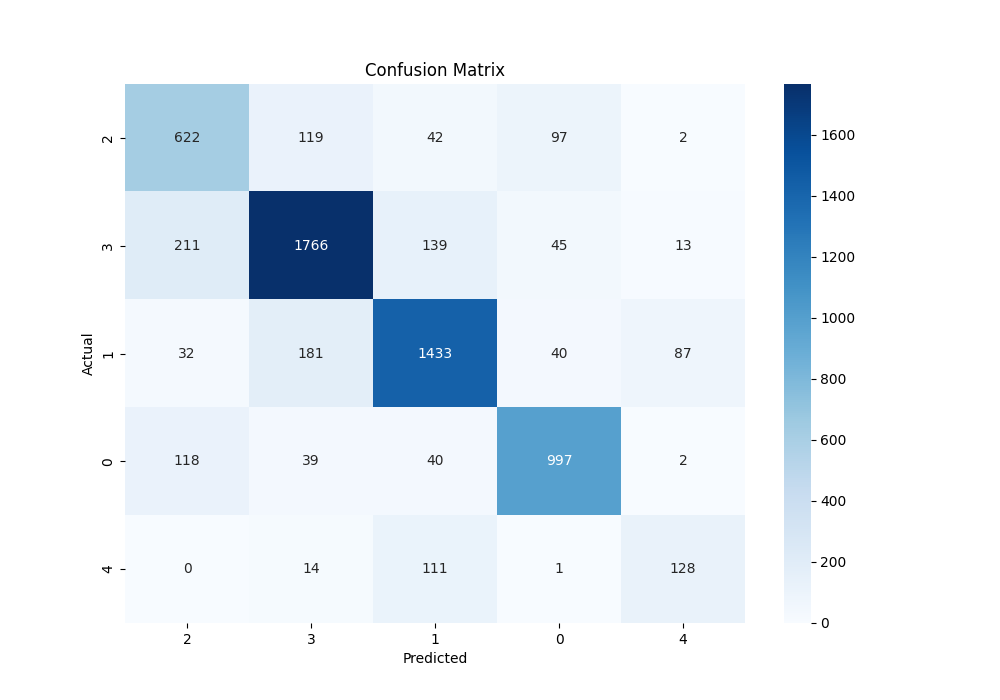 Confusion Matrix
2 622 119 42 97 2
3 211 1766 139 45 13
1 32 181 1433 40 87
0 118 39 40 997 2
4 0 14 111 1 128
2 3 1 0 4
Predicted
Actual
1600
1400
1200
1000
800
600
400
200
0